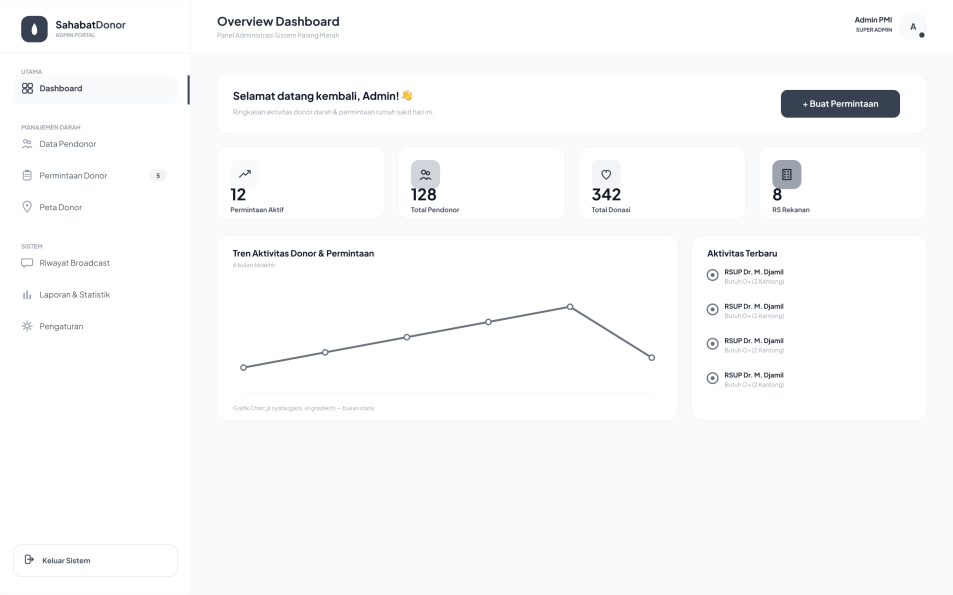 SahabatDonor
ADMIN PORTAL
UTAMA
Dashboard
MANAJEMEN DARAH
Data Pendonor
Permintaan Donor 5
Peta Donor
SISTEM
Riwayat Broadcast
Laporan & Statistik
Pengaturan
Keluar Sistem
Overview Dashboard
Panel Administrasi Sistem Palang Merah
Admin PMI
SUPER ADMIN
A
Selamat datang kembali, Admin! 👋
Ringkasan aktivitas donor darah & permintaan rumah sakit hari ini.
+ Buat Permintaan
12
Permintaan Aktif
128
Total Pendonor
342
Total Donasi
8
RS Rekanan
Tren Aktivitas Donor & Permintaan
6 bulan terakhir
Grafik Chart.js nyata (garis, isi gradient) — bukan statis
Aktivitas Terbaru
RSUP Dr. M. Djamil
Butuh O+ (2 Kantong)
RSUP Dr. M. Djamil
Butuh O+ (2 Kantong)
RSUP Dr. M. Djamil
Butuh O+ (2 Kantong)
RSUP Dr. M. Djamil
Butuh O+ (2 Kantong)